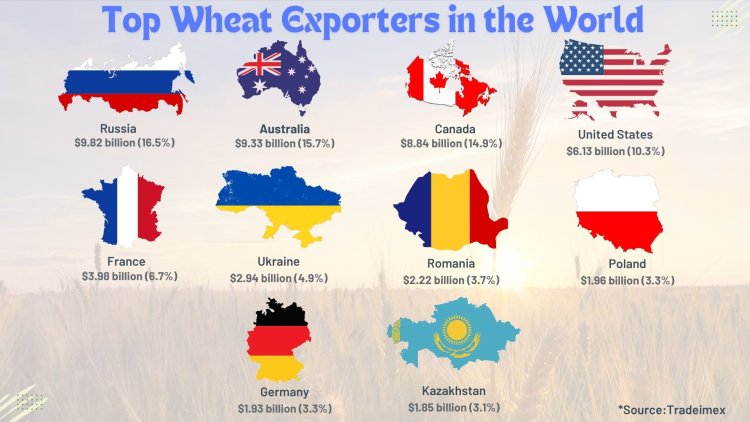 Top Wheat Exporters in the World
Russia
$9.82 billion (16.5%)
Australia
$9.33 billion (15.7%)
Canada
$8.84 billion (14.9%)
United States
$6.13 billion (10.3%)
France
$3.98 billion (6.7%)
Ukraine
$2.94 billion (4.9%)
Romania
$2.22 billion (3.7%)
Poland
$1.96 billion (3.3%)
Germany
$1.93 billion (3.3%)
Kazakhstan
$1.85 billion (3.1%)
*Source:Tradeimex